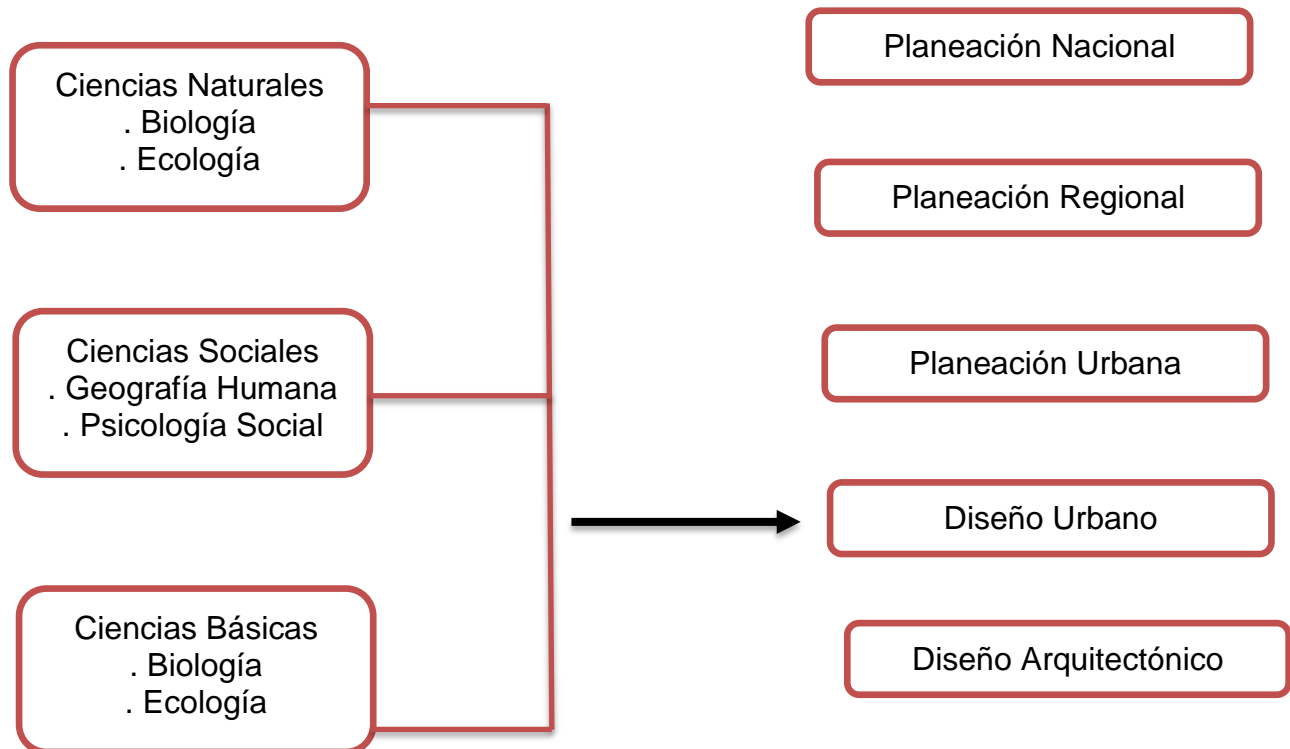 Ciencias Naturales
. Biología
. Ecología
Ciencias Sociales
. Geografía Humana
. Psicología Social
Ciencias Básicas
. Biología
. Ecología
Planeación Nacional
Planeación Regional
Planeación Urbana
Diseño Urbano
Diseño Arquitectónico